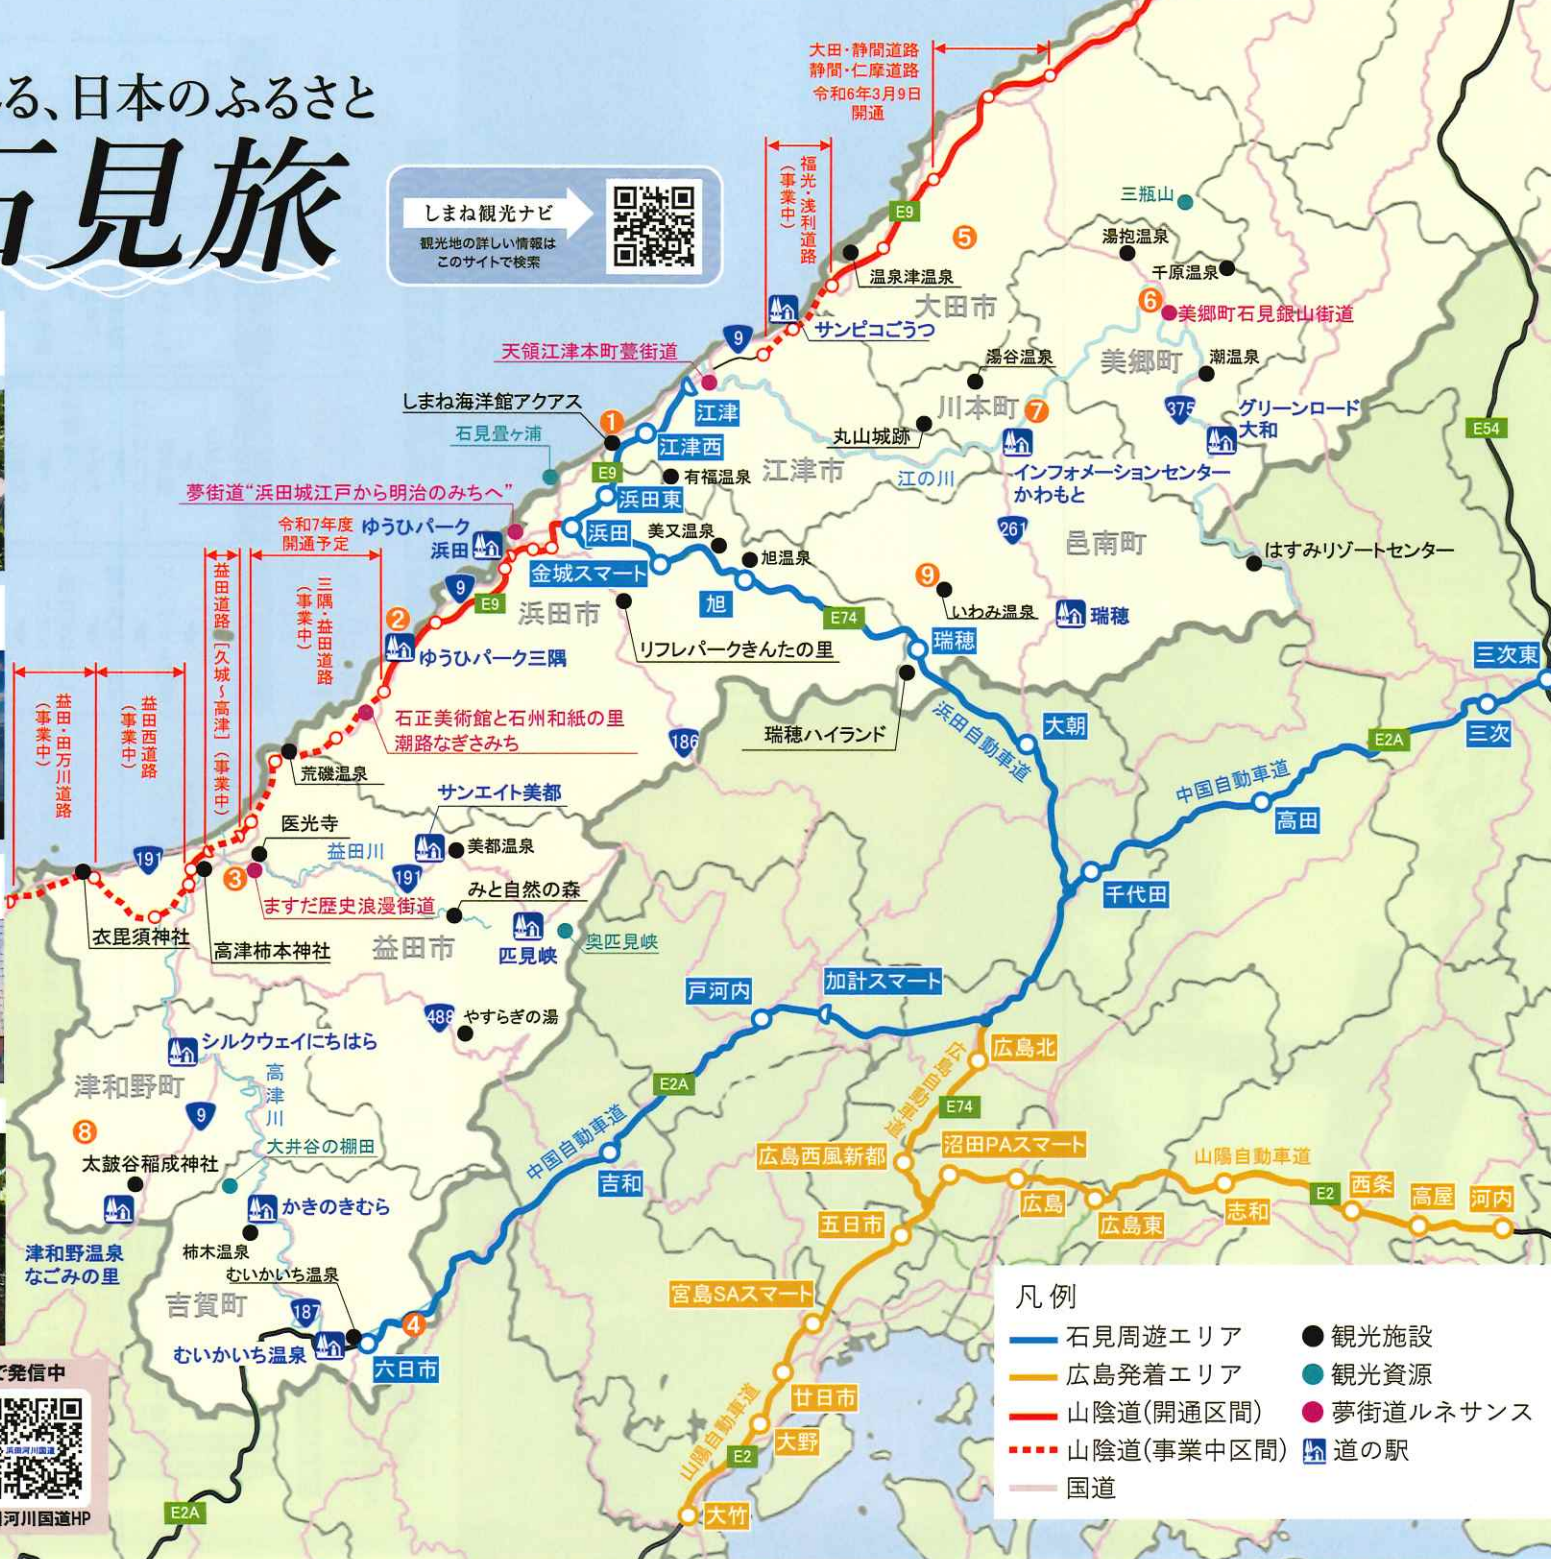 る、日本のふるさと
石見旅
しまね観光ナビ
観光地の詳しい情報は
このサイトで検索
大田・静間道路
静間・仁摩道路
令和6年3月9日
開通
福光・浅利道路
(事業中)
E9
三瓶山
5
湯抱温泉
千原温泉
温泉津温泉
大田市
6
美郷町石見銀山街道
サンピコごうつ
9
天領江津本町甍街道
湯谷温泉
美郷町
潮温泉
しまね海洋館アクアス
1
江津
川本町
7
375
グリーンロード
大和
E54
石見畳ヶ浦
江津西
丸山城跡
E9
有福温泉
江津市
江の川
インフォメーションセンター
かわもと
夢街道“浜田城江戸から明治のみちへ”
浜田東
令和7年度
開通予定
ゆうひパーク
浜田
浜田
美又温泉
261
邑南町
旭温泉
はすみリゾートセンター
金城スマート
9
E9
浜田市
旭
9
いわみ温泉
瑞穂
益田道路[久城~高津]
(事業中)
三隅・益田道路
(事業中)
2
E74
ゆうひパーク三隅
リフレパークきんたの里
瑞穂
三次東
益田・田万川道路
(事業中)
益田西道路
(事業中)
石正美術館と石州和紙の里
潮路なぎさみち
186
瑞穂ハイランド
浜田自動車道
大朝
E2A
三次
荒磯温泉
サンエイト美都
中国自動車道
高田
医光寺
益田川
美都温泉
191
3
191
みと自然の森
千代田
ますだ歴史浪漫街道
衣毘須神社
高津柿本神社
益田市
匹見峡
奥匹見峡
戸河内
加計スマート
488
やすらぎの湯
シルクウェイにちはら
広島北
広島自動車道
津和野町
高津川
E2A
E74
9
8
大井谷の棚田
中国自動車道
広島西風新都
沼田PAスマート
太皷谷稲成神社
山陽自動車道
吉和
かきのきむら
広島
広島東
志和
E2
西条
高屋
河内
五日市
津和野温泉
なごみの里
柿木温泉
むいかいち温泉
吉賀町
宮島SAスマート
187
4
むいかいち温泉
六日市
で発信中
浜田河川国道
河川国道HP
E2A
廿日市
大野
山陽自動車道
E2
大竹
凡例
石見周遊エリア
広島発着エリア
山陰道(開通区間)
山陰道(事業中区間)
国道
観光施設
観光資源
夢街道ルネサンス
道の駅